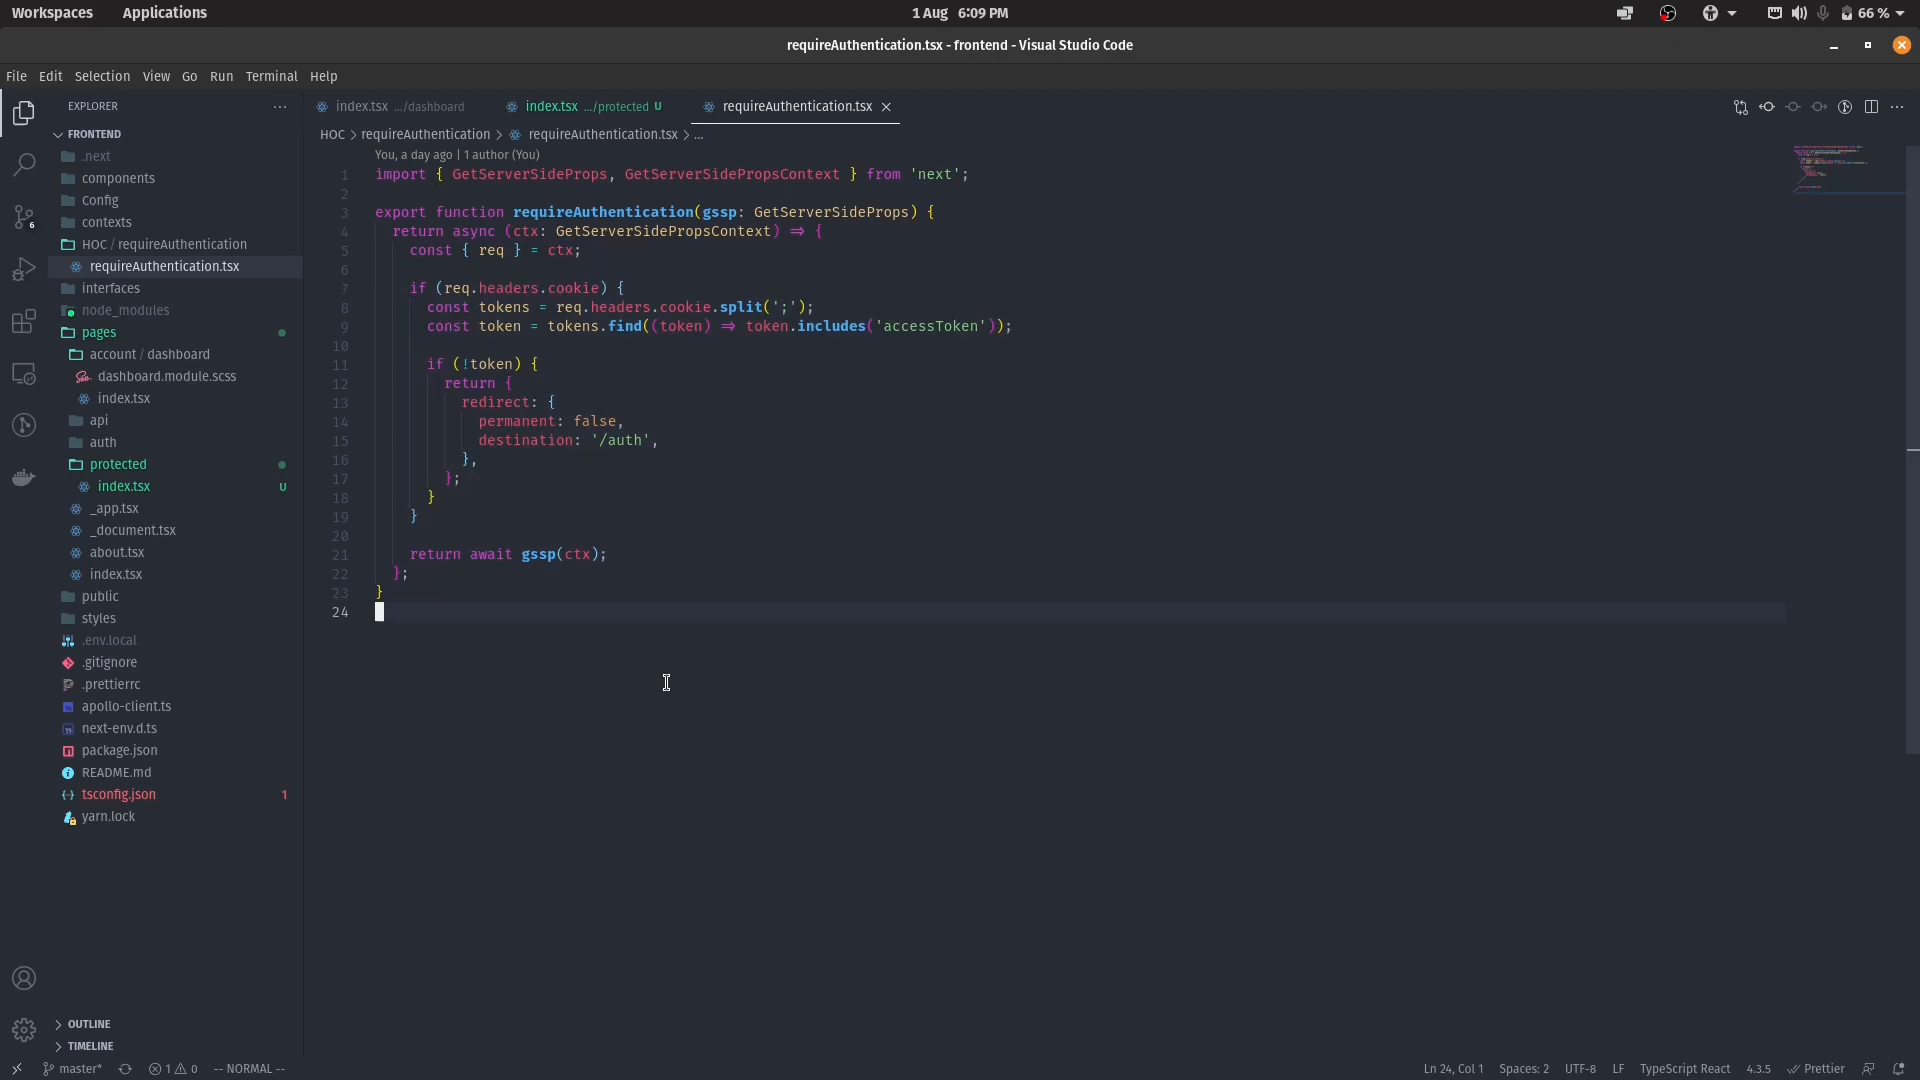 Workspaces Applications 1 Aug 6:09 PM 66 %
requireAuthentication.tsx - frontend - Visual Studio Code
File Edit Selection View Go Run Terminal Help
EXPLORER
FRONTEND
.next
components
config
contexts
HOC / requireAuthentication
requireAuthentication.tsx
interfaces
node_modules
pages
account / dashboard
dashboard.module.scss
index.tsx
api
auth
protected
index.tsx U
_app.tsx
_document.tsx
about.tsx
index.tsx
public
styles
.env.local
.gitignore
.prettierrc
apollo-client.ts
next-env.d.ts
package.json
README.md
tsconfig.json 1
yarn.lock
OUTLINE
TIMELINE
6
index.tsx .../dashboard index.tsx .../protected U requireAuthentication.tsx
HOC > requireAuthentication > requireAuthentication.tsx > ...
You, a day ago | 1 author (You)
1 import { GetServerSideProps, GetServerSidePropsContext } from 'next';
2
3 export function requireAuthentication(gssp: GetServerSideProps) {
4 return async (ctx: GetServerSidePropsContext) => {
5 const { req } = ctx;
6
7 if (req.headers.cookie) {
8 const tokens = req.headers.cookie.split(';');
9 const token = tokens.find((token) => token.includes('accessToken'));
10
11 if (!token) {
12 return {
13 redirect: {
14 permanent: false,
15 destination: '/auth',
16 },
17 };
18 }
19 }
20
21 return await gssp(ctx);
22 };
23 }
24
master* 1 0 -- NORMAL -- Ln 24, Col 1 Spaces: 2 UTF-8 LF TypeScript React 4.3.5 Prettier